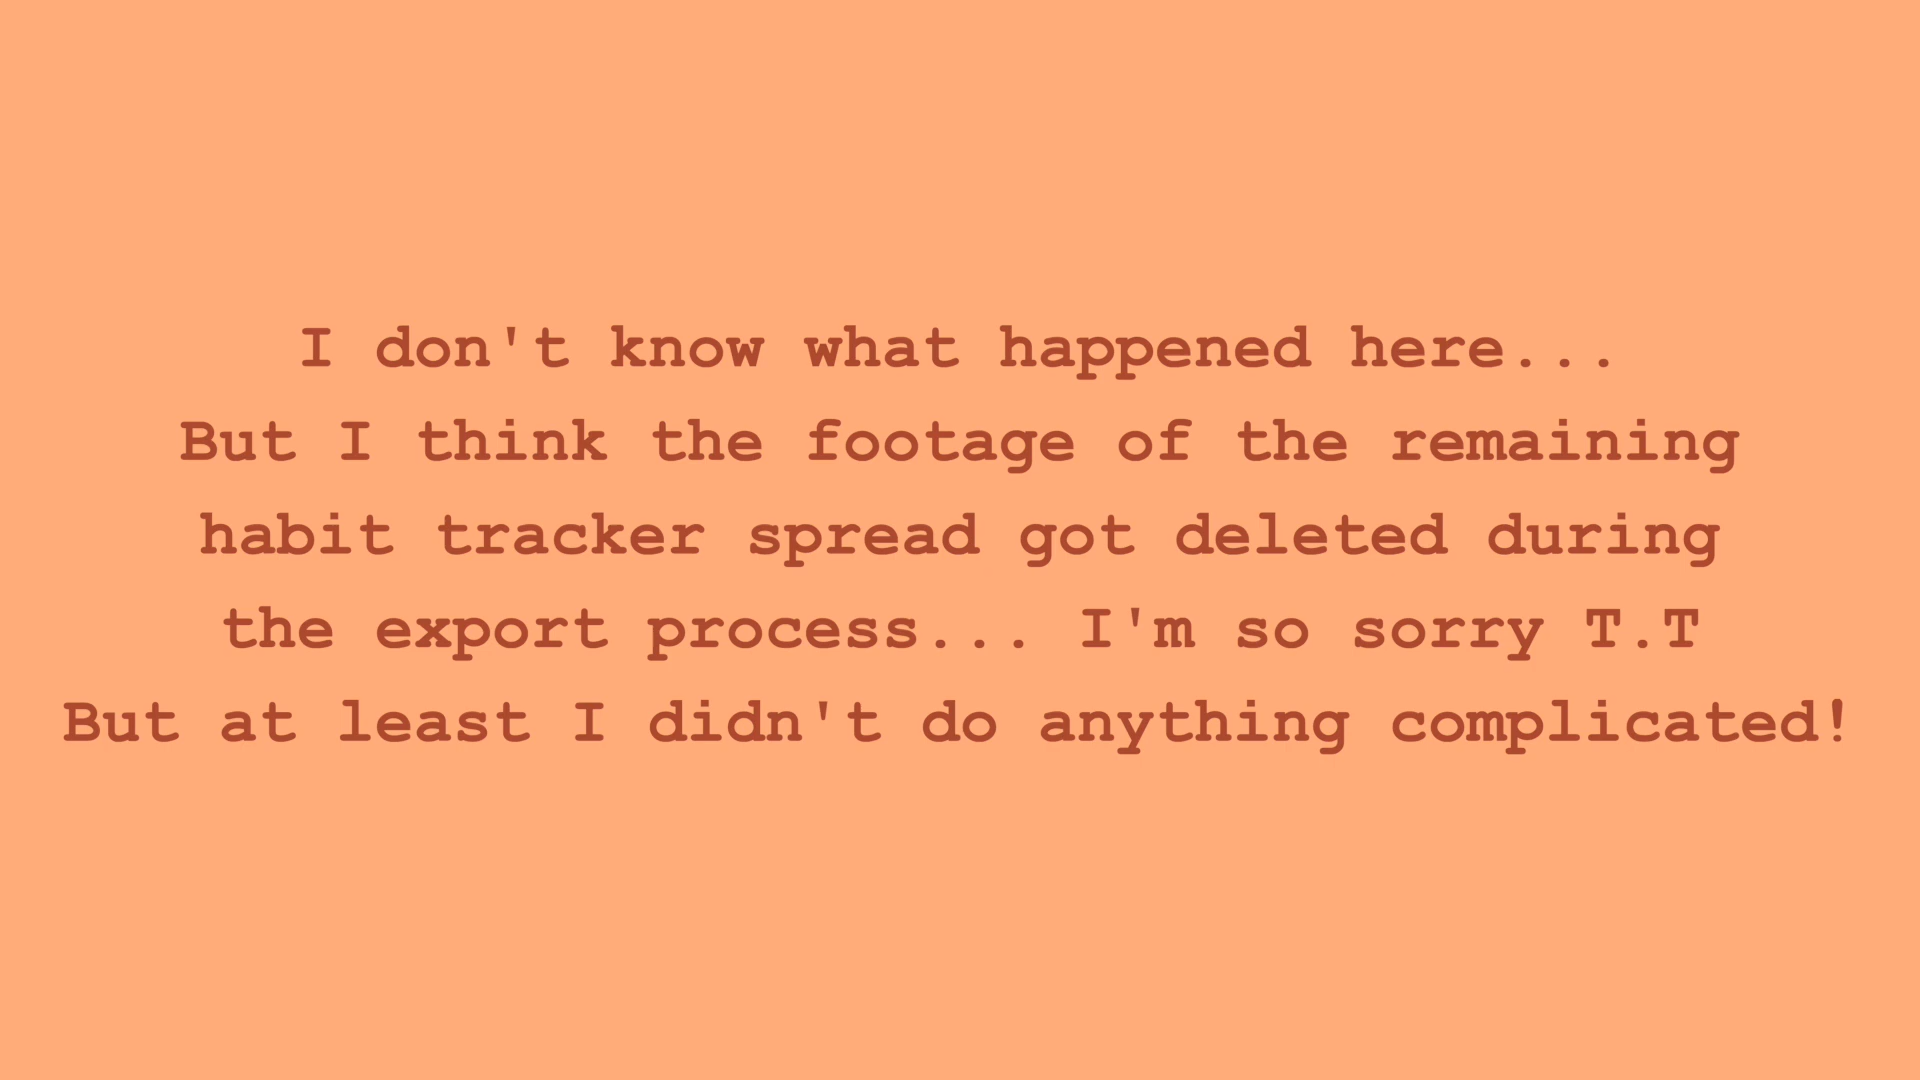 I don't know what happened here...
But I think the footage of the remaining
habit tracker spread got deleted during
the export process... I'm so sorry T.T
But at least I didn't do anything complicated!